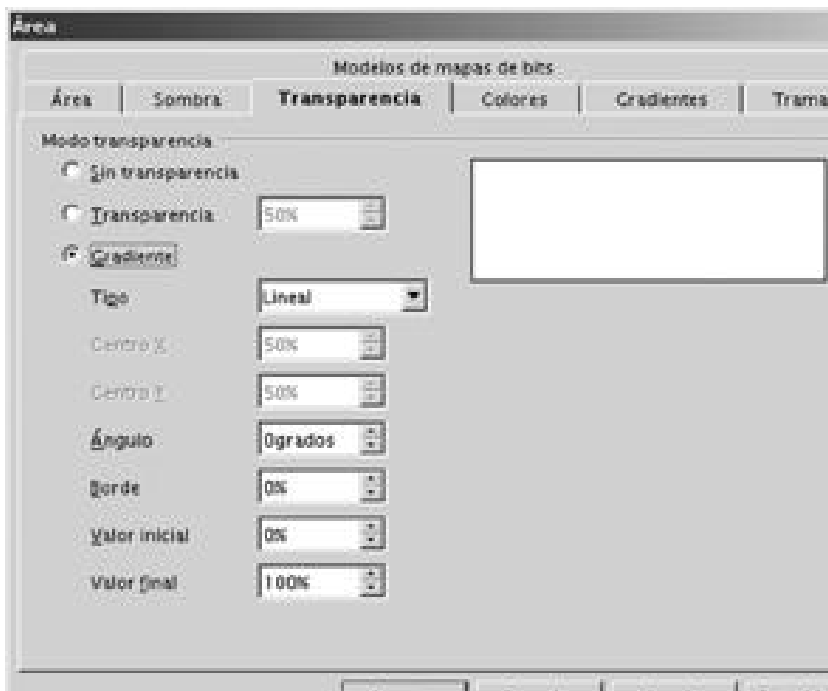 Área
Modelos de mapas de bits
Área Sombra Transparencia Colores Gradientes Trama
Modo transparencia
Sin transparencia
Transparencia 50%
Gradiente
Tipo Lineal
Centro X 50%
Centro Y 50%
Ángulo 0grados
Borde 0%
Valor inicial 0%
Valor final 100%